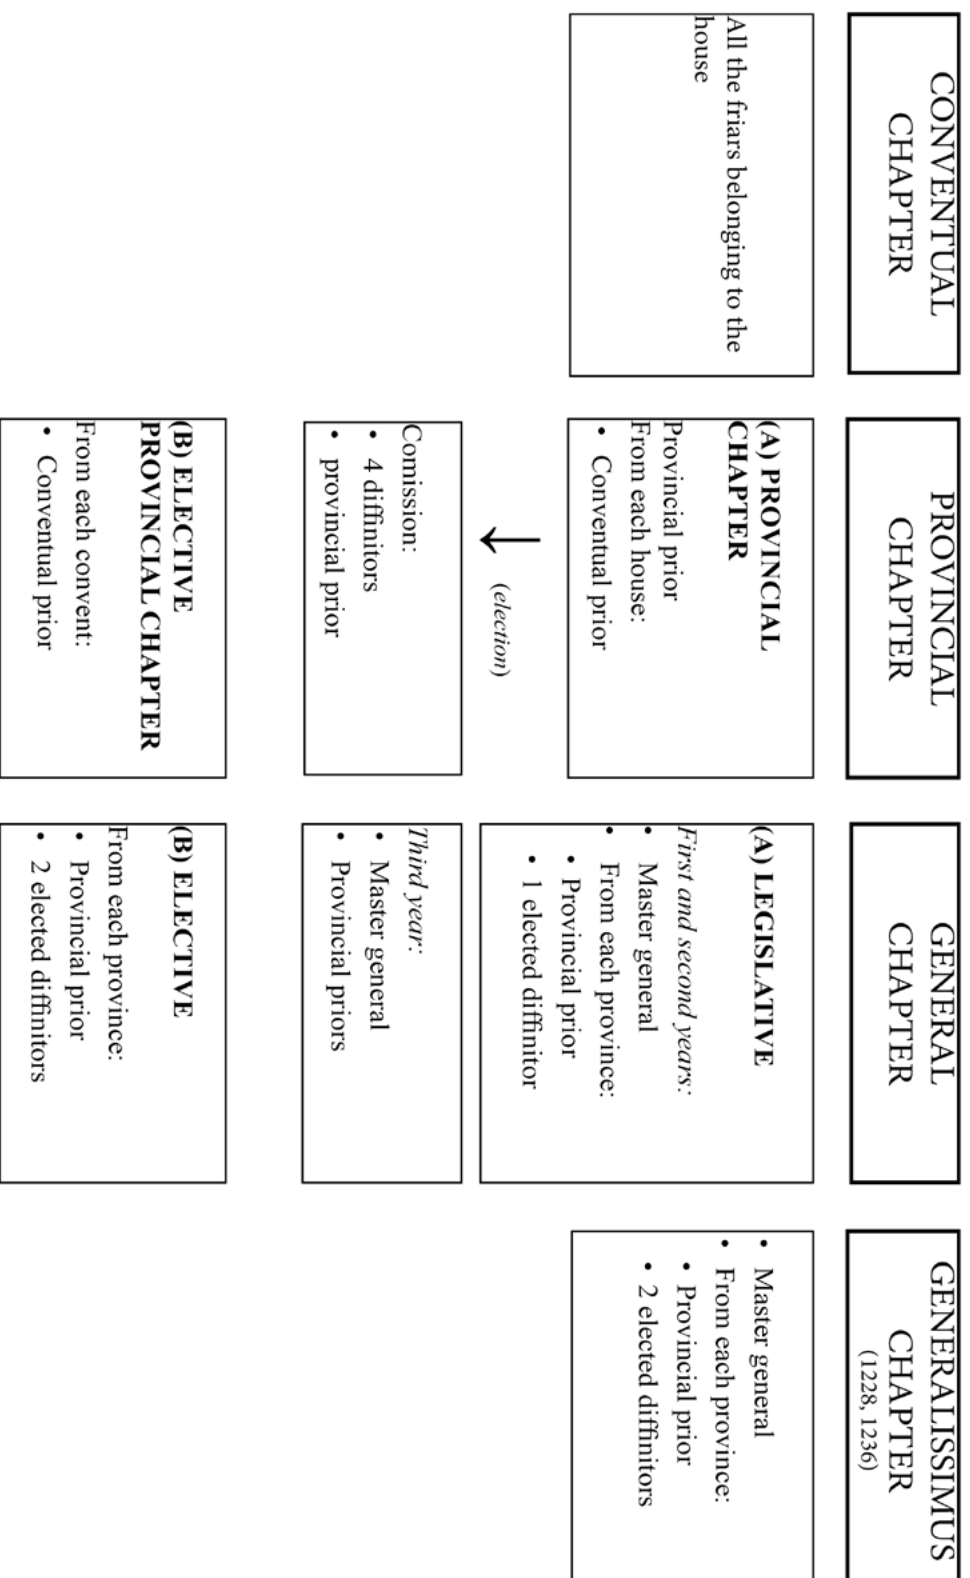 CONVENTUAL
CHAPTER
All the friars belonging to the
house
PROVINCIAL
CHAPTER
(A) PROVINCIAL
CHAPTER
Provincial prior
From each house:
• Conventual prior
(election)
Comission:
• 4 diffinitors
• provincial prior
(B) ELECTIVE
PROVINCIAL CHAPTER
From each convent:
• Conventual prior
GENERAL
CHAPTER
(A) LEGISLATIVE
First and second years:
• Master general
• From each province:
• Provincial prior
• 1 elected diffinitor
Third year:
• Master general
• Provincial priors
(B) ELECTIVE
From each province:
• Provincial prior
• 2 elected diffinitors
GENERALISSIMUS
CHAPTER
(1228, 1236)
• Master general
• From each province:
• Provincial prior
• 2 elected diffinitors